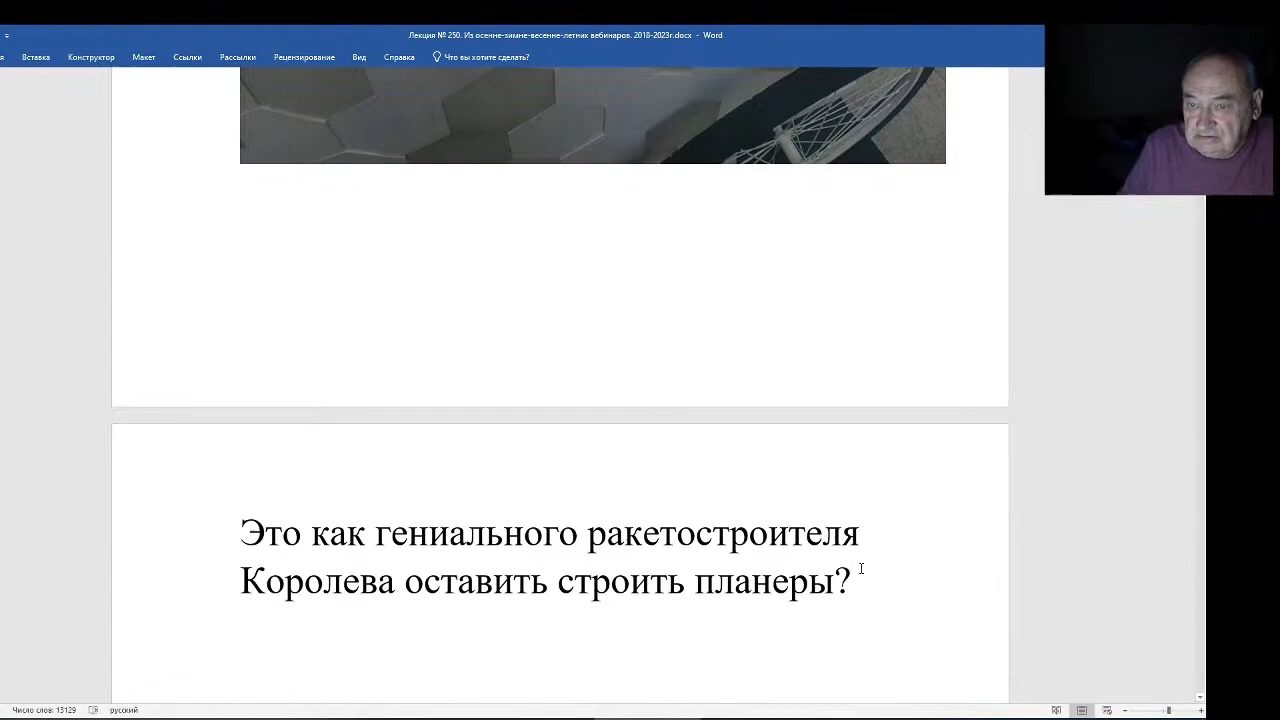 Лекция № 250. Из осенне-зимне-весенне-летних вебинаров. 2018-2023г.docx - Word
я Вставка Конструктор Макет Ссылки Рассылки Рецензирование Вид Справка Что вы хотите сделать?
Это как гениального ракетостроителя
Королева оставить строить планеры?
Число слов: 13129 русский